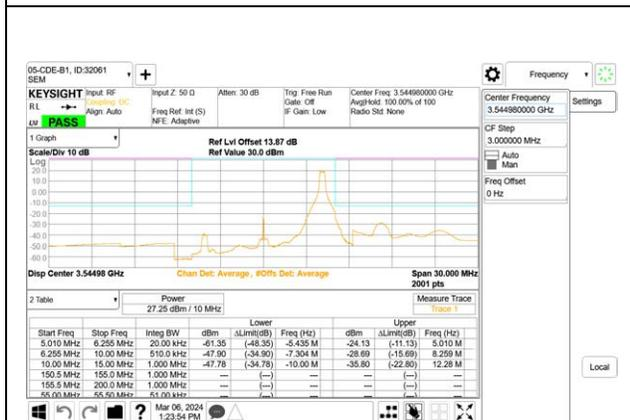 05-CDE-B1, ID:32061
SEM
+
Frequency
KEYSIGHT Input: RF Input Z: 50 Ω Atten: 30 dB Trig: Free Run Center Freq: 3.544980000 GHz
RL Coupling: DC Gate: Off Avg|Hold: 100.00% of 100
Align: Auto Freq Ref: Int (S) IF Gain: Low Radio Std: None
LXI PASS NFE: Adaptive
Center Frequency
3.544980000 GHz
Settings
CF Step
3.000000 MHz
Auto
Man
Freq Offset
0 Hz
1 Graph
Scale/Div 10 dB
Ref Lvl Offset 13.87 dB
Ref Value 30.0 dBm
Log
20.0
10.0
0.00
-10.0
-20.0
-30.0
-40.0
-50.0
-60.0
Disp Center 3.54498 GHz Chan Det: Average , #Offs Det: Average Span 30.000 MHz
2001 pts
2 Table
Power
27.25 dBm / 10 MHz
Measure Trace
Trace 1
Lower Upper
Start Freq Stop Freq Integ BW dBm ΔLimit(dB) Freq (Hz) dBm ΔLimit(dB) Freq (Hz)
5.010 MHz 6.255 MHz 20.00 kHz -61.35 (-48.35) -5.435 M -24.13 (-11.13) 5.010 M
6.255 MHz 10.00 MHz 510.0 kHz -47.90 (-34.90) -7.304 M -28.69 (-15.69) 8.259 M
10.00 MHz 15.00 MHz 1.000 MHz -47.78 (-34.78) -10.00 M -35.80 (-22.80) 12.28 M
150.5 MHz 155.0 MHz 1.000 MHz --- (---) --- (---)
155.5 MHz 200.0 MHz 1.000 MHz --- (---) --- (---)
55.00 MHz 55.50 MHz 51.00 kHz
Local
? Mar 06, 2024
1:23:54 PM